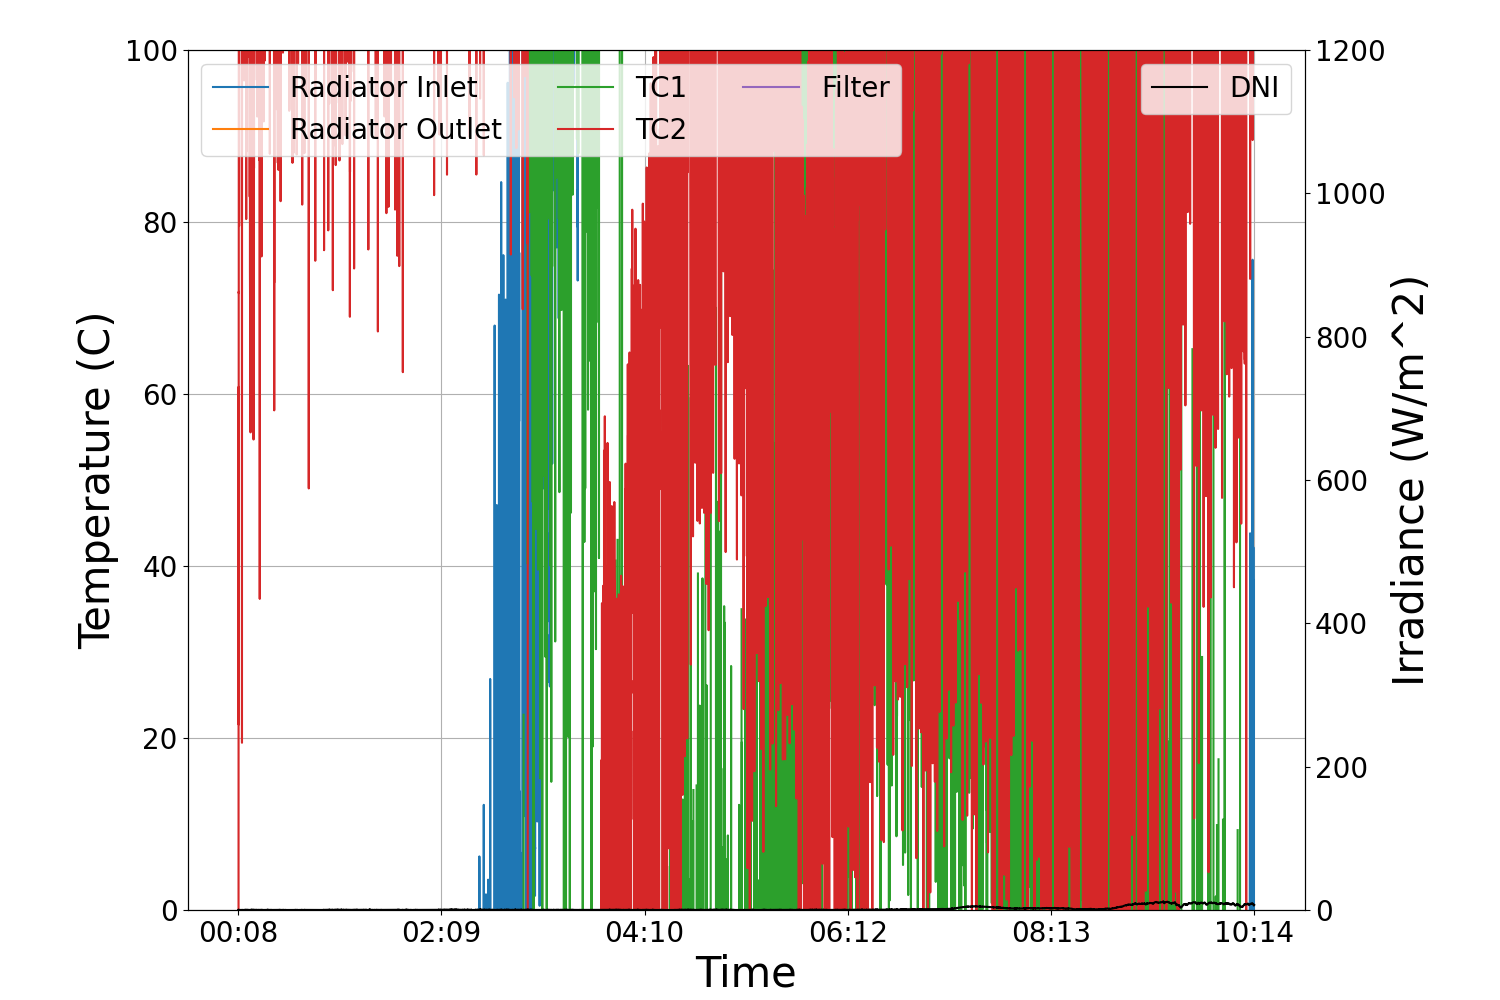 100
80
60
40
20
0
Temperature (C)
1200
1000
800
600
400
200
0
Irradiance (W/m^2)
Radiator Inlet
Radiator Outlet
TC1
TC2
Filter
DNI
00:08
02:09
04:10
06:12
08:13
10:14
Time